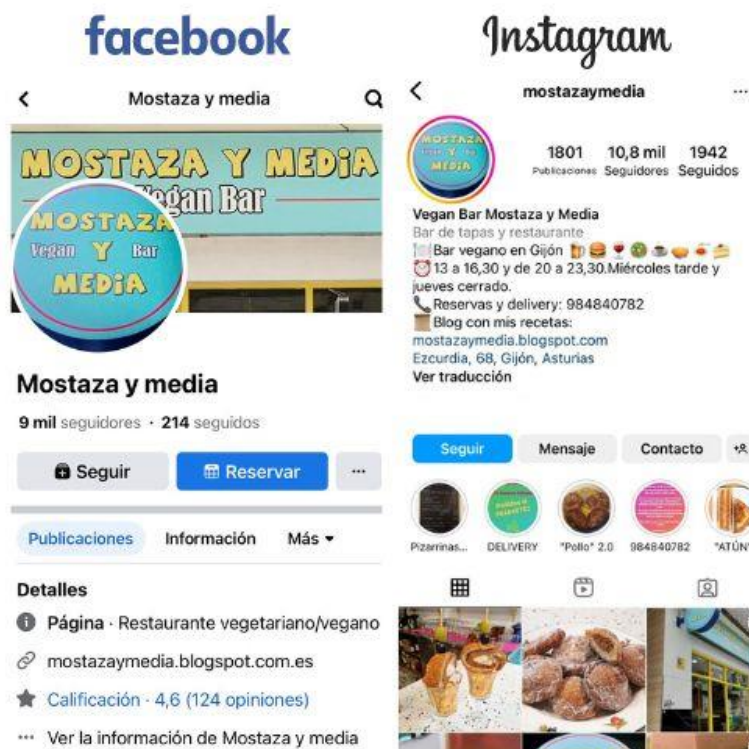 facebook
Mostaza y media
MOSTAZA Y MEDiA
Vegan Bar
MOSTAZA
Vegan Y Bar
MEDiA
Mostaza y media
9 mil seguidores · 214 seguidos
Seguir
Reservar
Publicaciones Información Más
Detalles
Página · Restaurante vegetariano/vegano
mostazaymedia.blogspot.com.es
Calificación · 4,6 (124 opiniones)
Ver la información de Mostaza y media
Instagram
mostazaymedia
MOSTAZA
Y
MEDiA
1801 10,8 mil 1942
Publicaciones Seguidores Seguidos
Vegan Bar Mostaza y Media
Bar de tapas y restaurante
Bar vegano en Gijón
13 a 16,30 y de 20 a 23,30.Miércoles tarde y
jueves cerrado.
Reservas y delivery: 984840782
Blog con mis recetas:
mostazaymedia.blogspot.com
Ezcurdia, 68, Gijón, Asturias
Ver traducción
Seguir Mensaje Contacto
Pizarrinas... DELIVERY "Pollo" 2.0 984840782 "ATÚN"